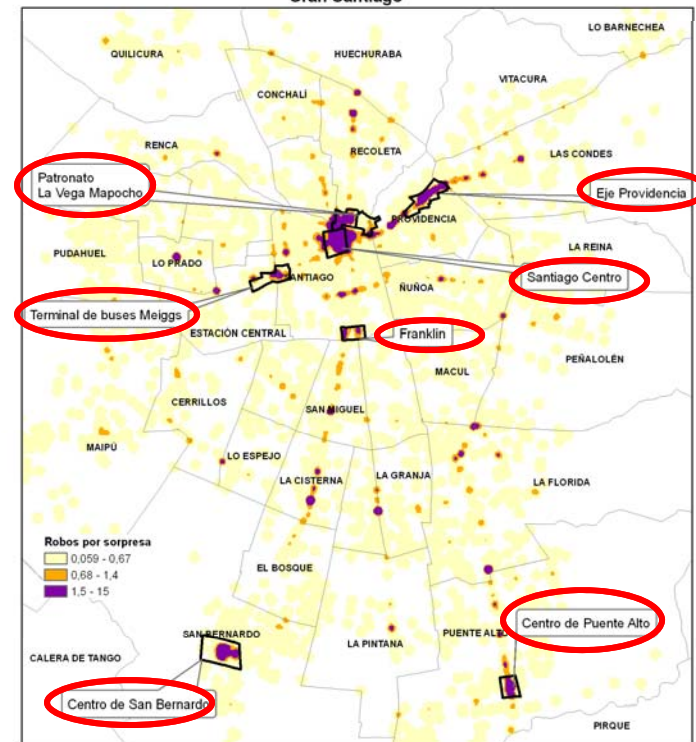 Gran Santiago
LO BARNECHEA
QUILICURA
HUECHURABA
VITACURA
CONCHALÍ
RENCA
RECOLETA
LAS CONDES
Patronato
La Vega Mapocho
Eje Providencia
PROVIDENCIA
LA REINA
PUDAHUEL
LO PRADO
SANTIAGO
Santiago Centro
ÑUÑOA
Terminal de buses Meiggs
ESTACIÓN CENTRAL
Franklin
PEÑALOLÉN
MACUL
CERRILLOS
SAN MIGUEL
MAIPÚ
LO ESPEJO
LA CISTERNA
LA GRANJA
LA FLORIDA
Robos por sorpresa
0,059 - 0,67
0,68 - 1,4
1,5 - 15
EL BOSQUE
SAN BERNARDO
LA PINTANA
PUENTE ALTO
Centro de Puente Alto
CALERA DE TANGO
Centro de San Bernardo
PIRQUE